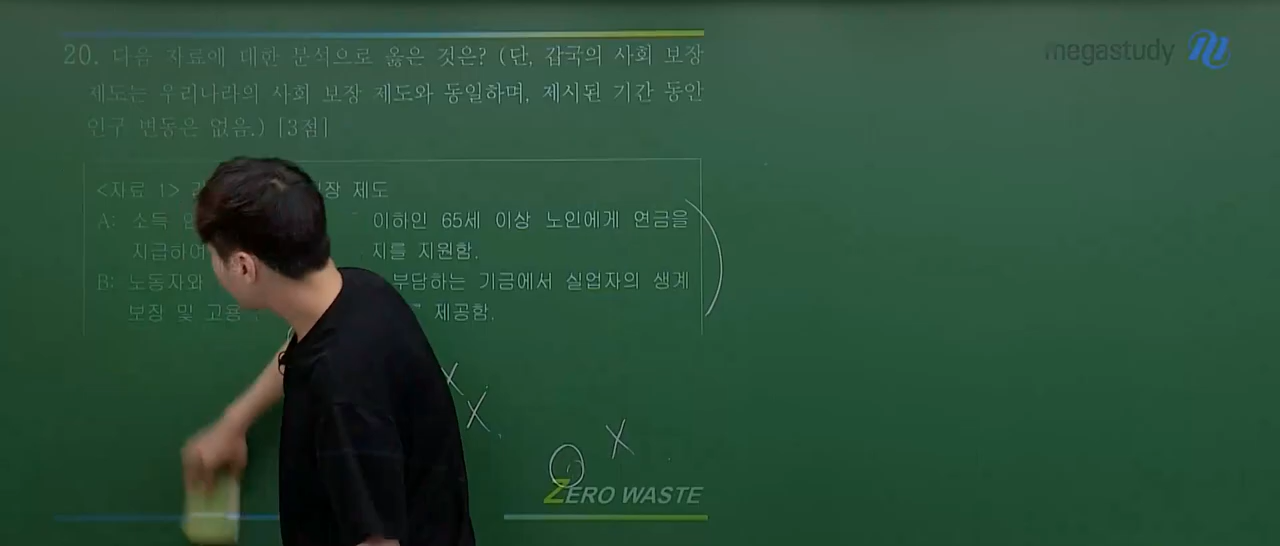 megastudy
20. 다음 자료에 대한 분석으로 옳은 것은? (단, 갑국의 사회 보장
제도는 우리나라의 사회 보장 제도와 동일하며, 제시된 기간 동안
인구 변동은 없음.) [3점]
<자료 1> 장 제도
A: 소득 이하인 65세 이상 노인에게 연금을
지급하여 지를 지원함.
B: 노동자와 부담하는 기금에서 실업자의 생계
보장 및 고용 제공함.
X
X
X
ZERO WASTE